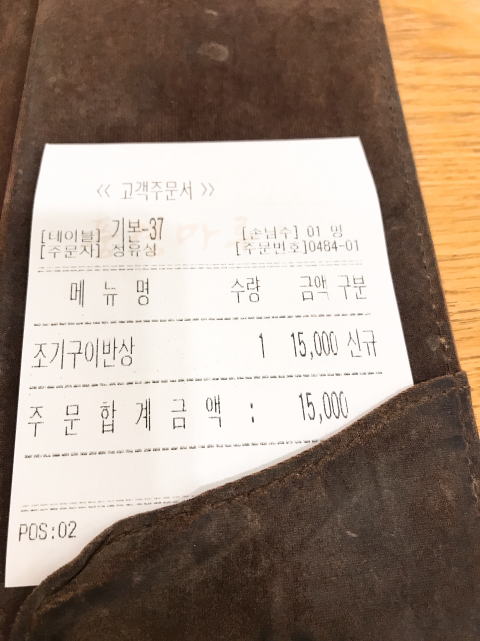 << 고객주문서 >>
[테이블] 기본-37 [손님수] 01 명
[주문자] 정유성 [주문번호]0484-01
메 뉴 명 수량 금액 구분
조기구이반상 1 15,000 신규
주 문 합 계 금 액 : 15,000
POS:02